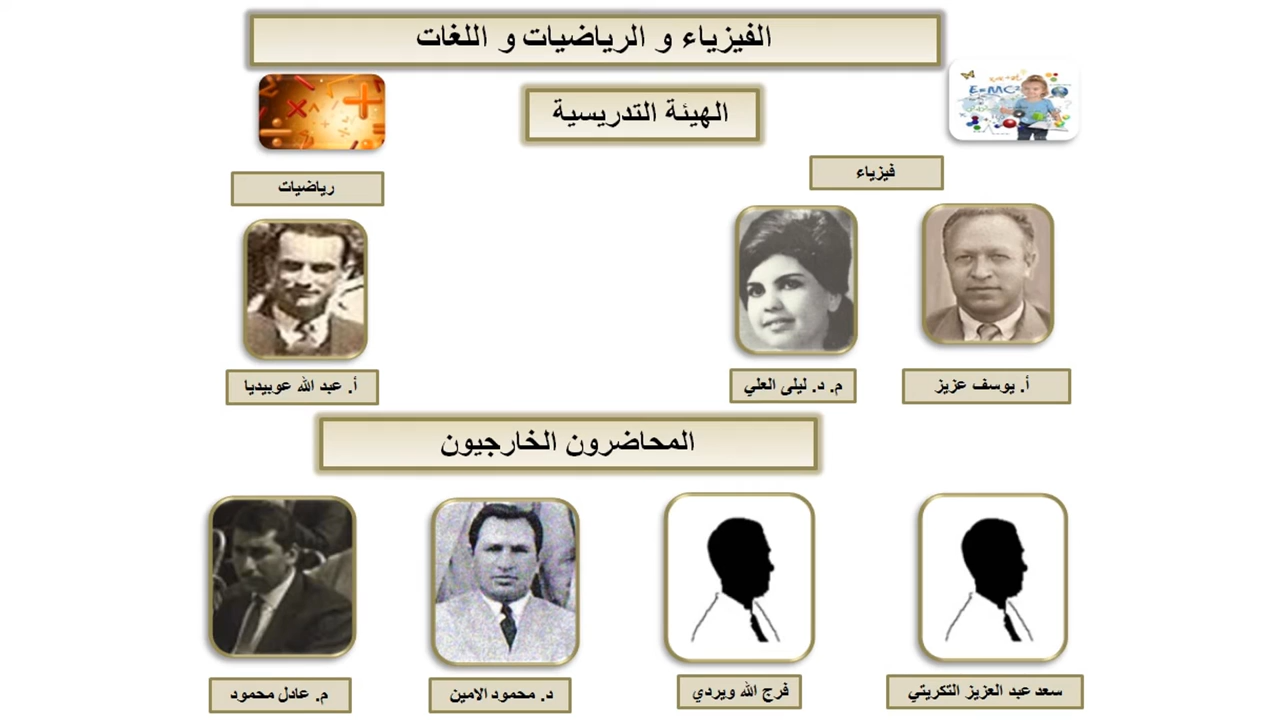 الفيزياء و الرياضيات و اللغات
الهيئة التدريسية
E=MC²
فيزياء
رياضيات
أ. يوسف عزيز
م. د. ليلى العلي
أ. عبد الله عوبيديا
المحاضرون الخارجيون
سعد عبد العزيز التكريتي
فرج الله ويردي
د. محمود الامين
م. عادل محمود